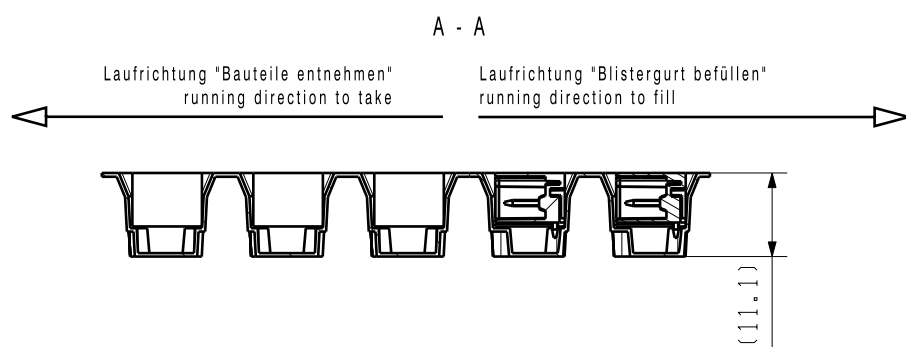 A - A
Laufrichtung "Bauteile entnehmen"
running direction to take
Laufrichtung "Blistergurt befüllen"
running direction to fill
(11.1)